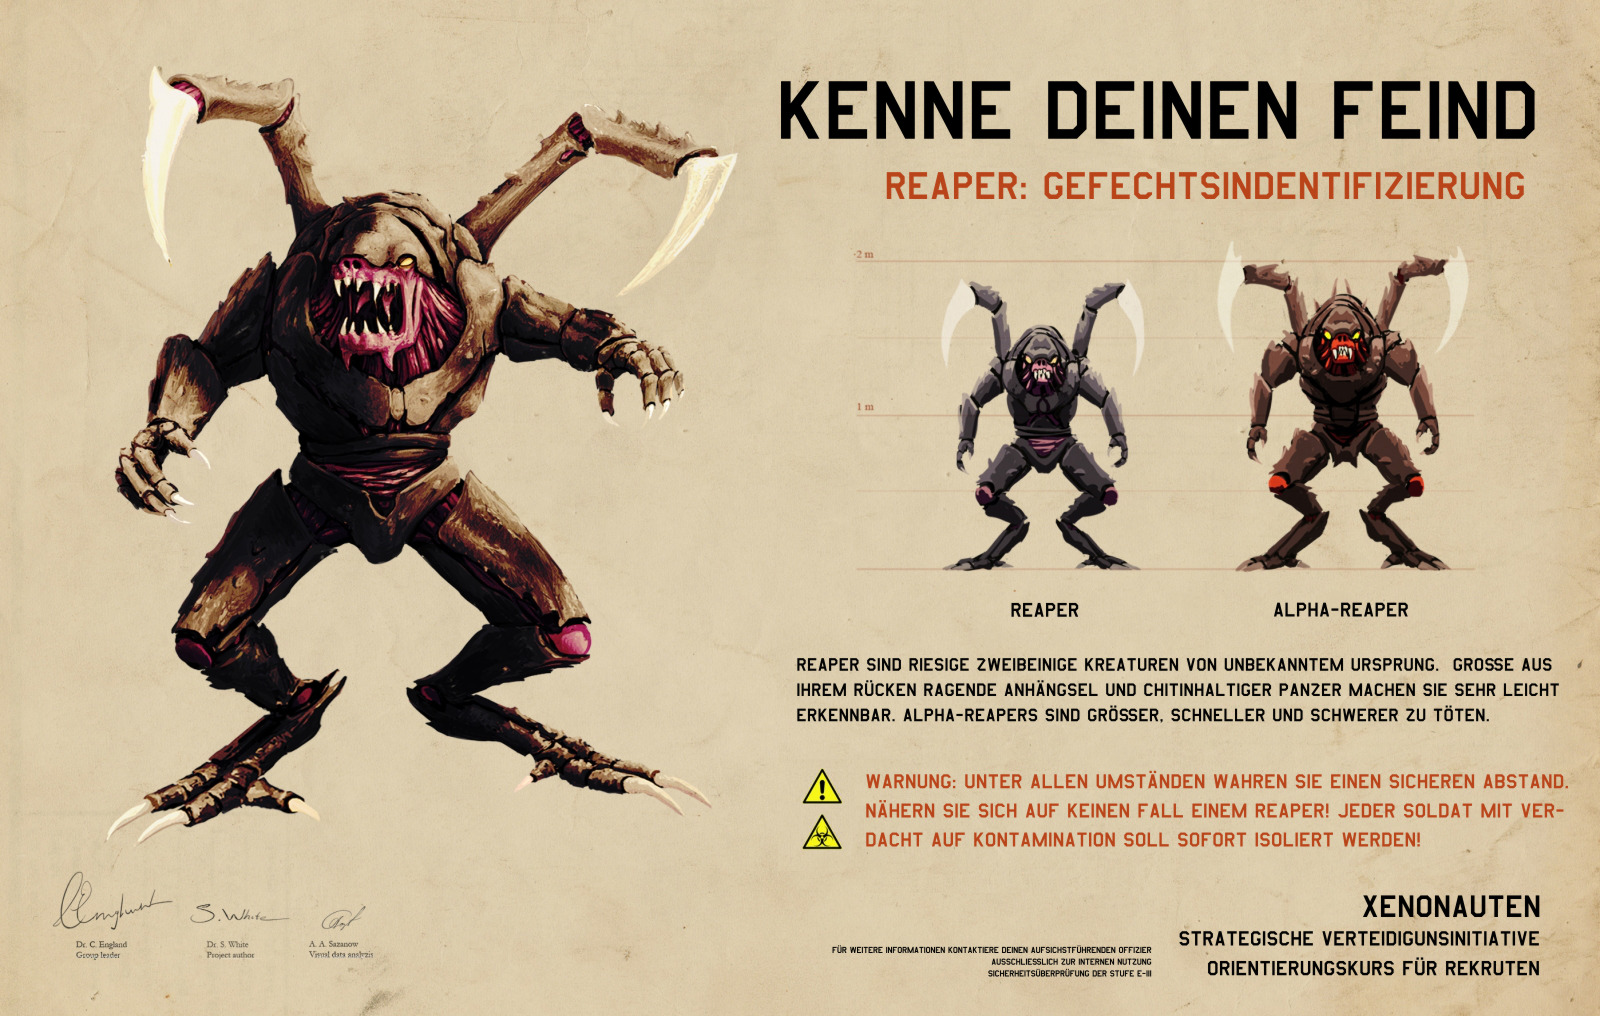 KENNE DEINEN FEIND
REAPER: GEFECHTSINDENTIFIZIERUNG
2 m
1 m
REAPER
ALPHA-REAPER
REAPER SIND RIESIGE ZWEIBEINIGE KREATUREN VON UNBEKANNTEM URSPRUNG. GROSSE AUS
IHREM RÜCKEN RAGENDE ANHÄNGSEL UND CHITINHALTIGER PANZER MACHEN SIE SEHR LEICHT
ERKENNBAR. ALPHA-REAPERS SIND GRÖSSER, SCHNELLER UND SCHWERER ZU TÖTEN.
WARNUNG: UNTER ALLEN UMSTÄNDEN WAHREN SIE EINEN SICHEREN ABSTAND.
NÄHERN SIE SICH AUF KEINEN FALL EINEM REAPER! JEDER SOLDAT MIT VER-
DACHT AUF KONTAMINATION SOLL SOFORT ISOLIERT WERDEN!
S. White
Dr. C. England
Group leader
Dr. S. White
Project author
A. A. Sazanow
Visual data analyzis
FÜR WEITERE INFORMATIONEN KONTAKTIERE DEINEN AUFSICHSTFÜHRENDEN OFFIZIER
AUSSCHLIESSLICH ZUR INTERNEN NUTZUNG
SICHERHEITSÜBERPRÜFUNG DER STUFE E-III
XENONAUTEN
STRATEGISCHE VERTEIDIGUNSINITIATIVE
ORIENTIERUNGSKURS FÜR REKRUTEN